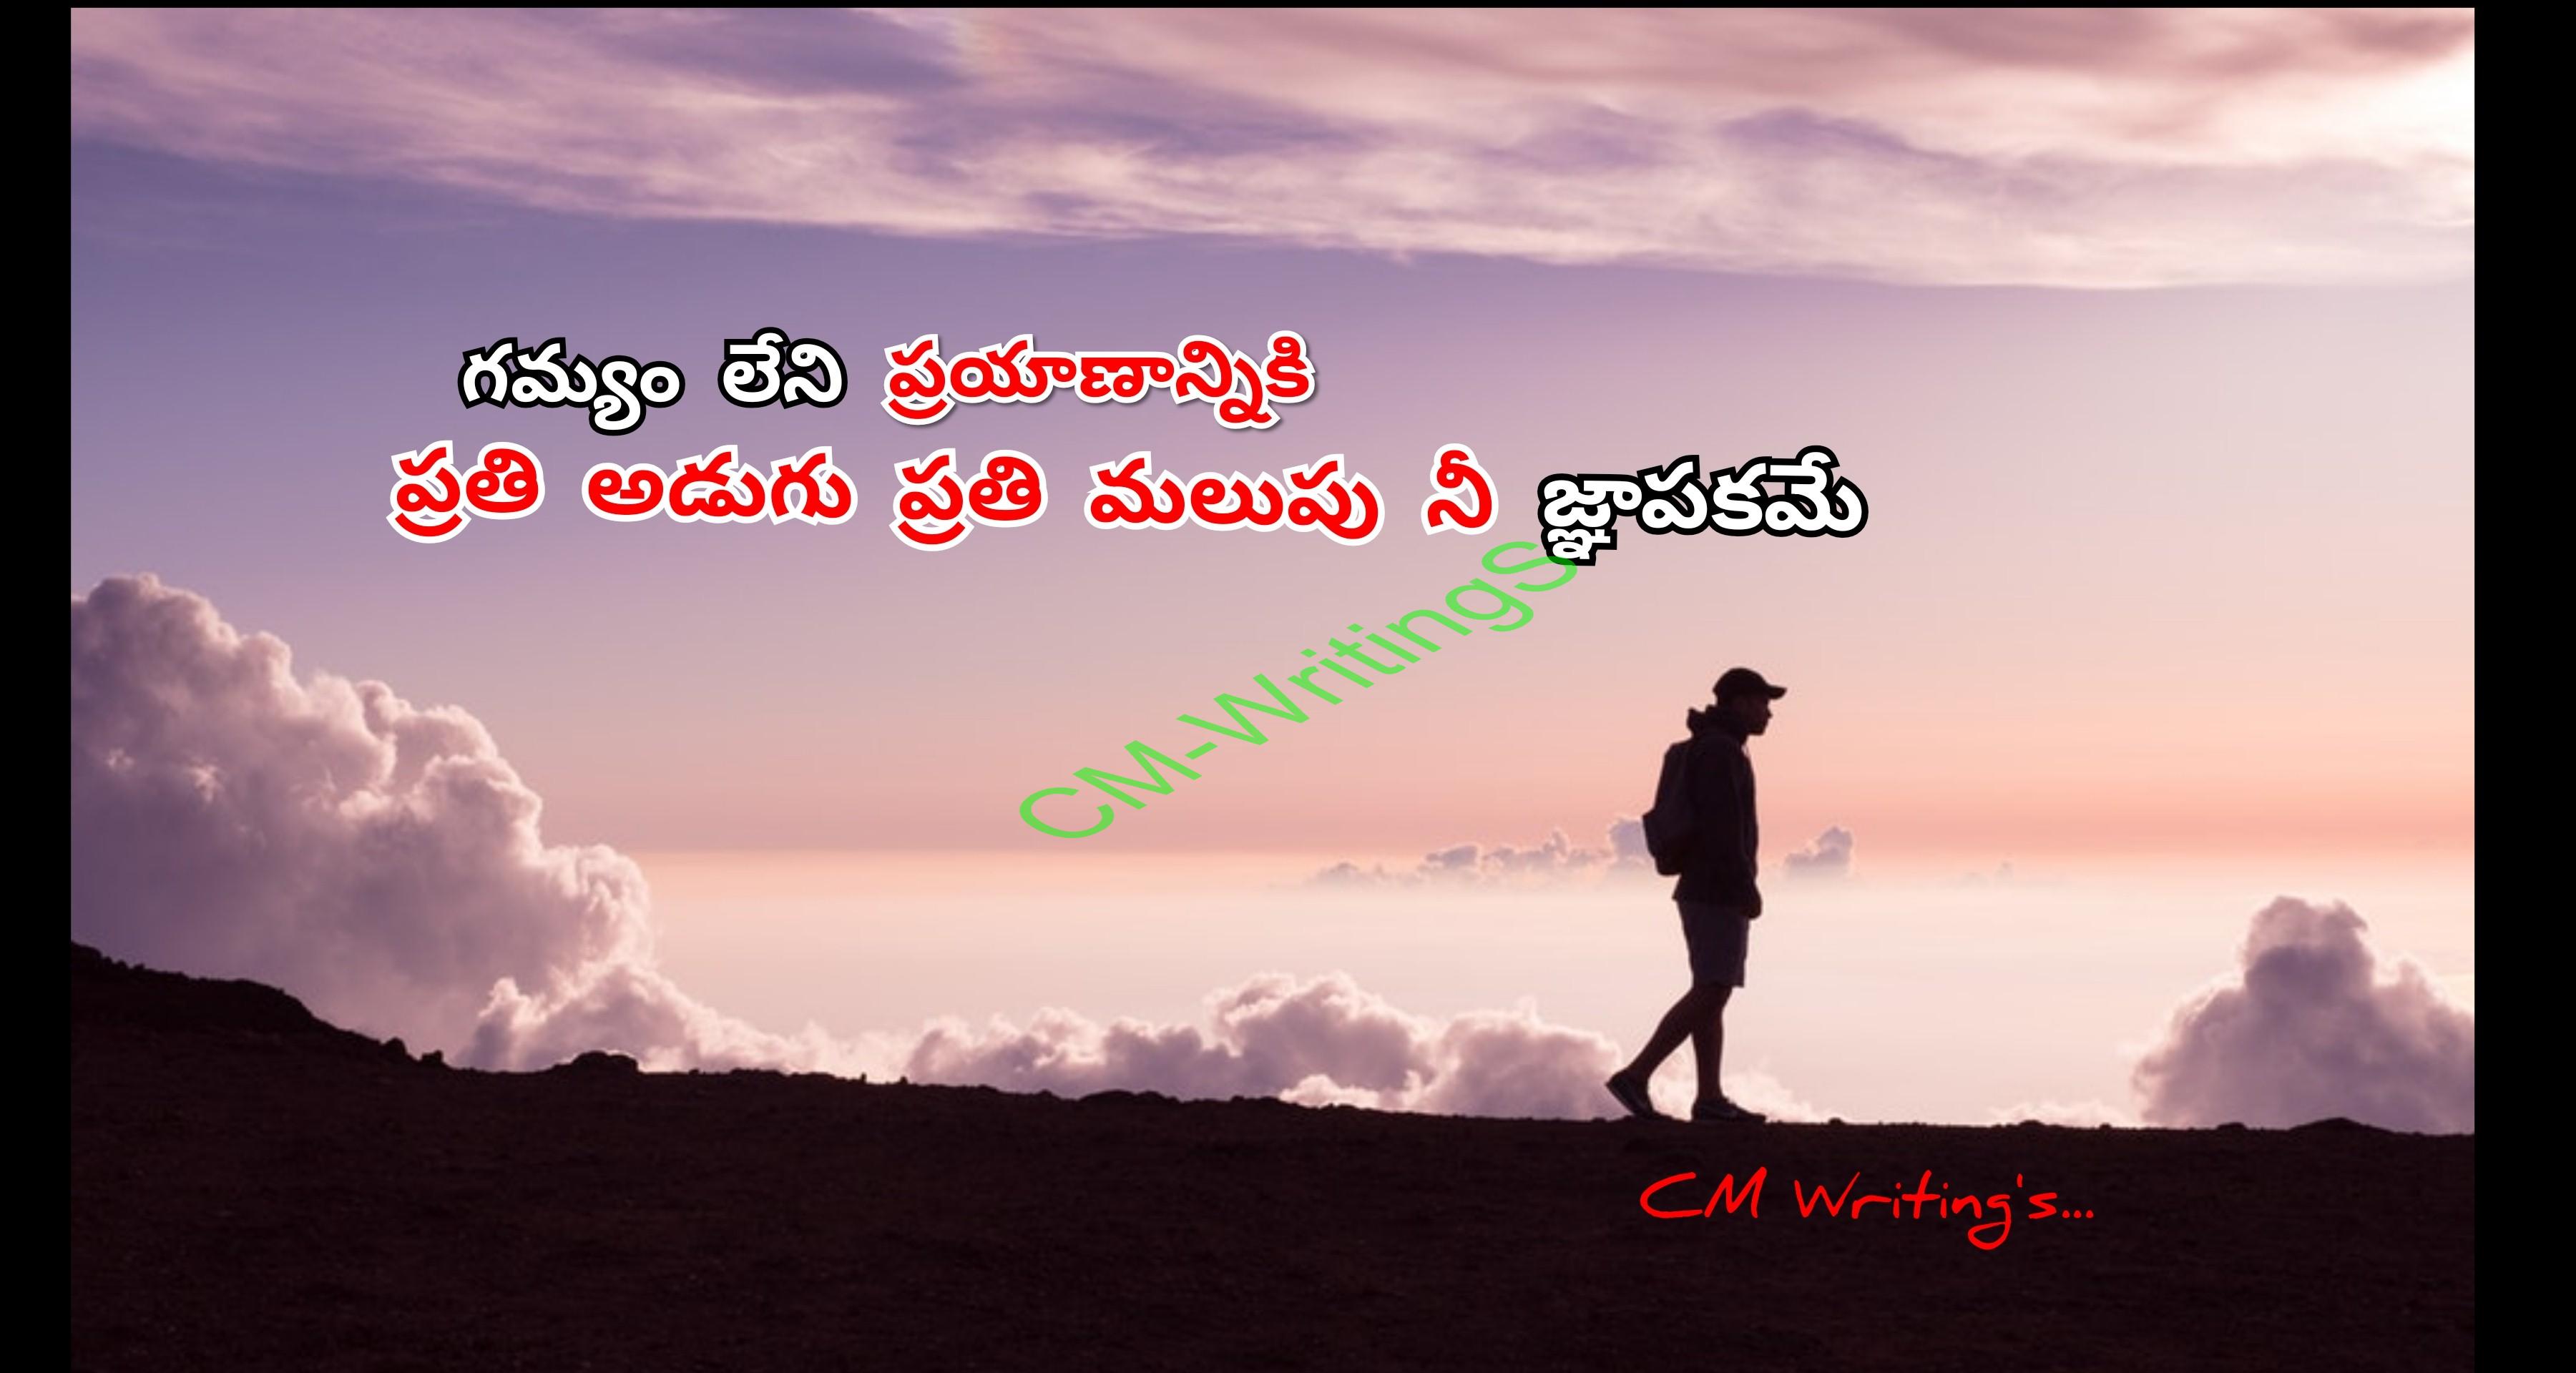 గమ్యం లేని ప్రయాణాన్నికి
ప్రతి అడుగు ప్రతి మలుపు నీ జ్ఞాపకమే
CM-WritingS
CM Writing's...